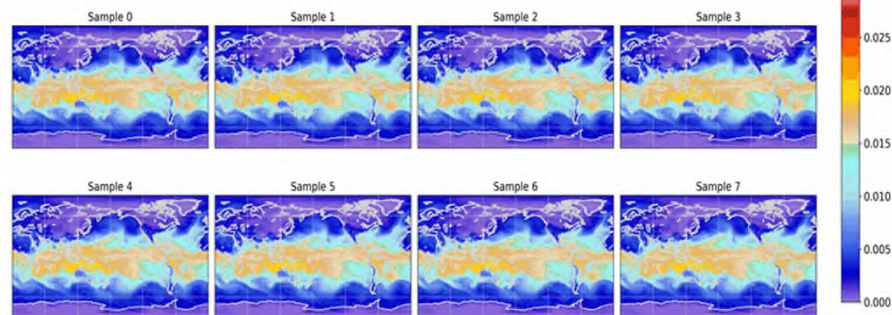 Sample 0
Sample 1
Sample 2
Sample 3
0.025
0.020
0.015
0.010
0.005
0.000
Sample 4
Sample 5
Sample 6
Sample 7